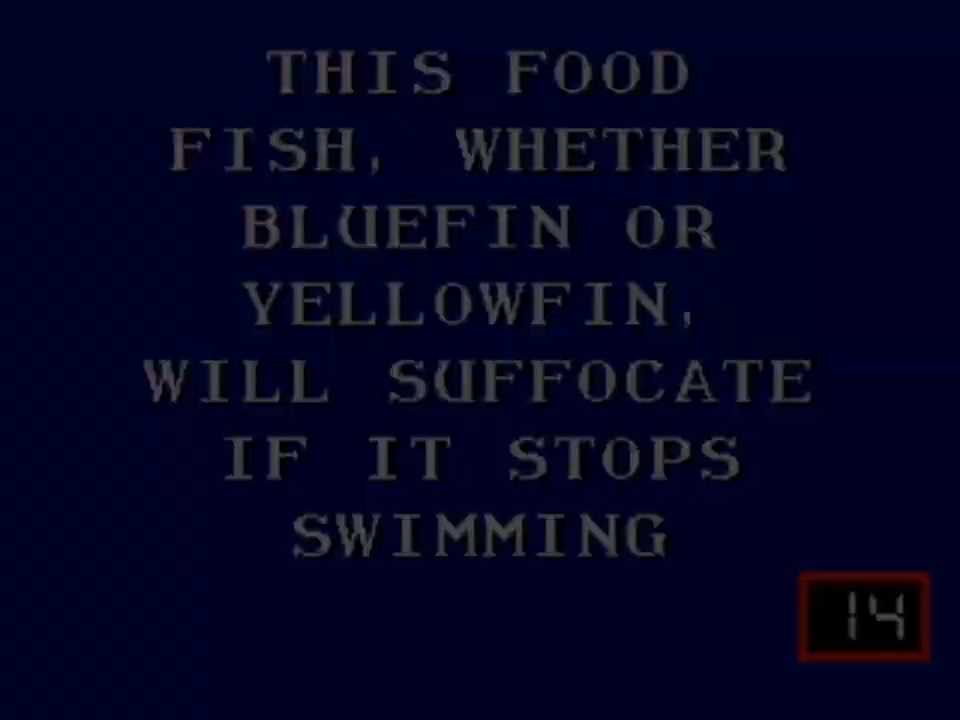 THIS FOOD
FISH, WHETHER
BLUEFIN OR
YELLOWFIN,
WILL SUFFOCATE
IF IT STOPS
SWIMMING
14